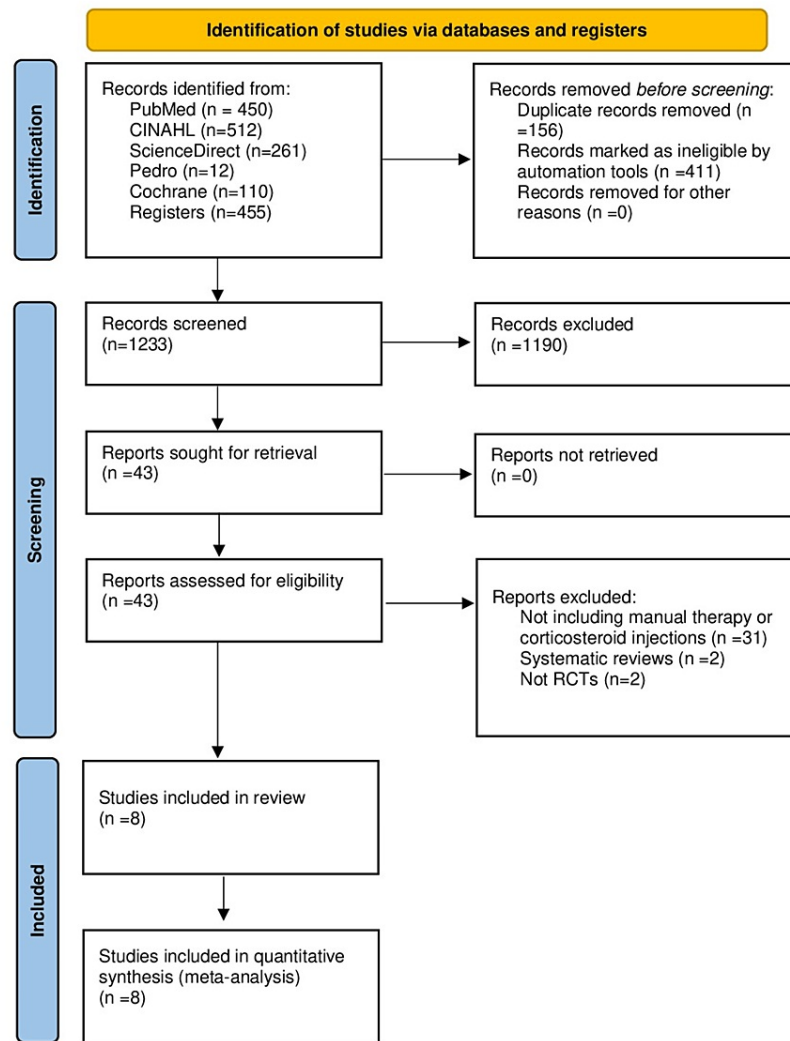 Identification of studies via databases and registers
Identification
Records identified from:
PubMed (n = 450)
CINAHL (n=512)
ScienceDirect (n=261)
Pedro (n=12)
Cochrane (n=110)
Registers (n=455)
Records removed before screening:
Duplicate records removed (n
=156)
Records marked as ineligible by
automation tools (n =411)
Records removed for other
reasons (n =0)
Screening
Records screened
(n=1233)
Records excluded
(n =1190)
Reports sought for retrieval
(n =43)
Reports not retrieved
(n =0)
Reports assessed for eligibility
(n =43)
Reports excluded:
Not including manual therapy or
corticosteroid injections (n =31)
Systematic reviews (n =2)
Not RCTs (n=2)
Included
Studies included in review
(n =8)
Studies included in quantitative
synthesis (meta-analysis)
(n =8)